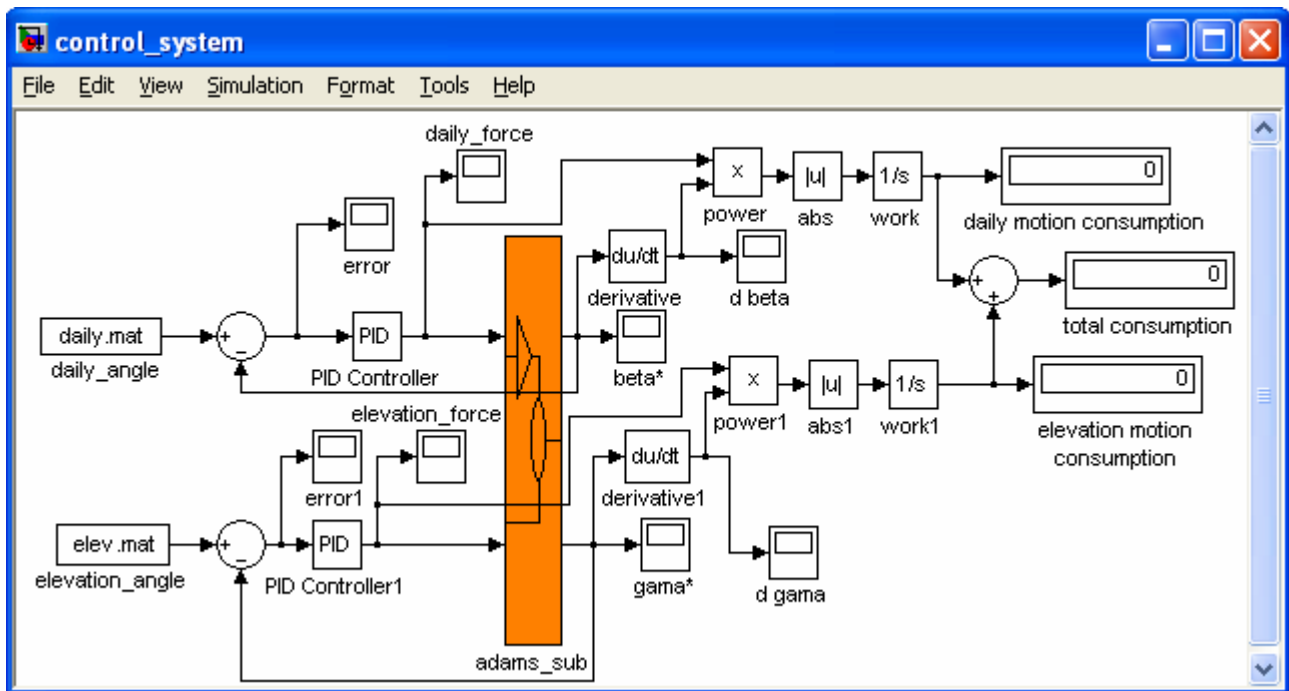 control_system
File Edit View Simulation Format Tools Help
daily_force
error
x
power
|u|
abs
1/s
work
0
daily motion consumption
du/dt
derivative
d beta
+
+
0
total consumption
daily.mat
daily_angle
+
−
PID
PID Controller
beta*
x
power1
|u|
abs1
1/s
work1
0
elevation motion
consumption
elevation_force
error1
du/dt
derivative1
elev.mat
elevation_angle
+
−
PID
PID Controller1
gama*
d gama
adams_sub